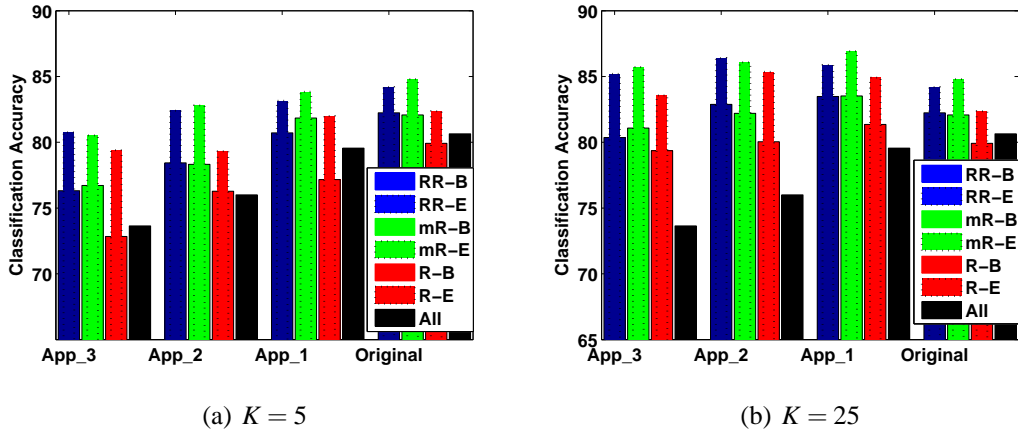 90
85
80
75
70
Classification Accuracy
App_3
App_2
App_1
Original
RR-B
RR-E
mR-B
mR-E
R-B
R-E
All
(a) K = 5
90
85
80
75
70
65
Classification Accuracy
App_3
App_2
App_1
Original
RR-B
RR-E
mR-B
mR-E
R-B
R-E
All
(b) K = 25